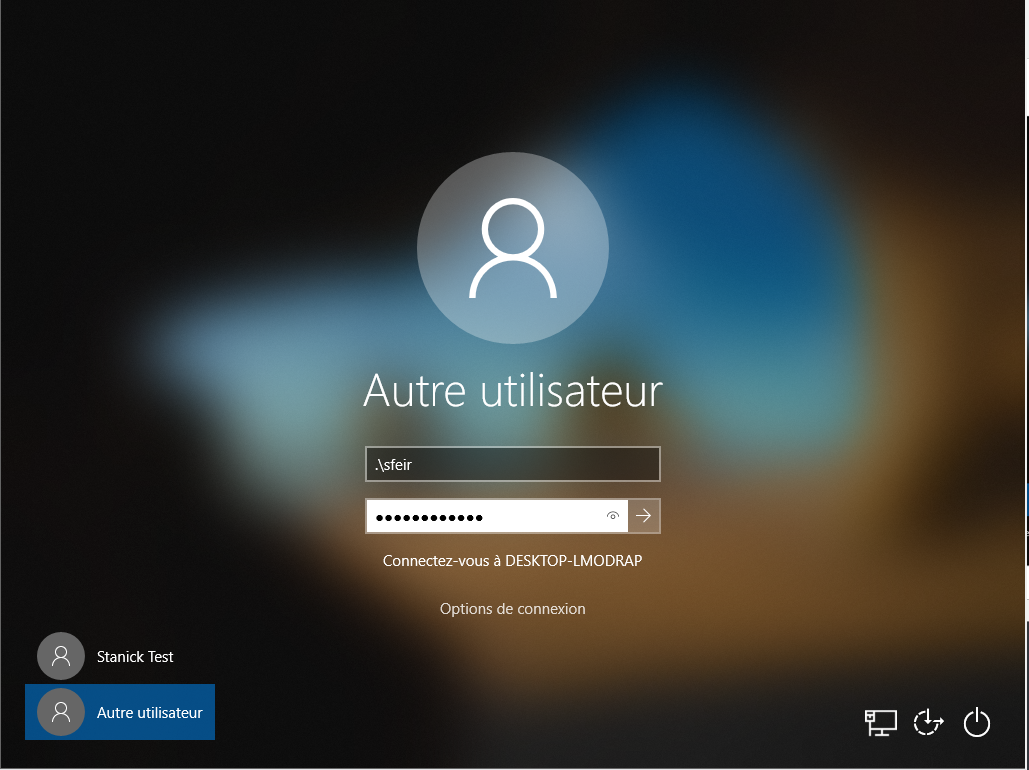 Autre utilisateur
.\sfeir
Connectez-vous à DESKTOP-LMODRAP
Options de connexion
Stanick Test
Autre utilisateur